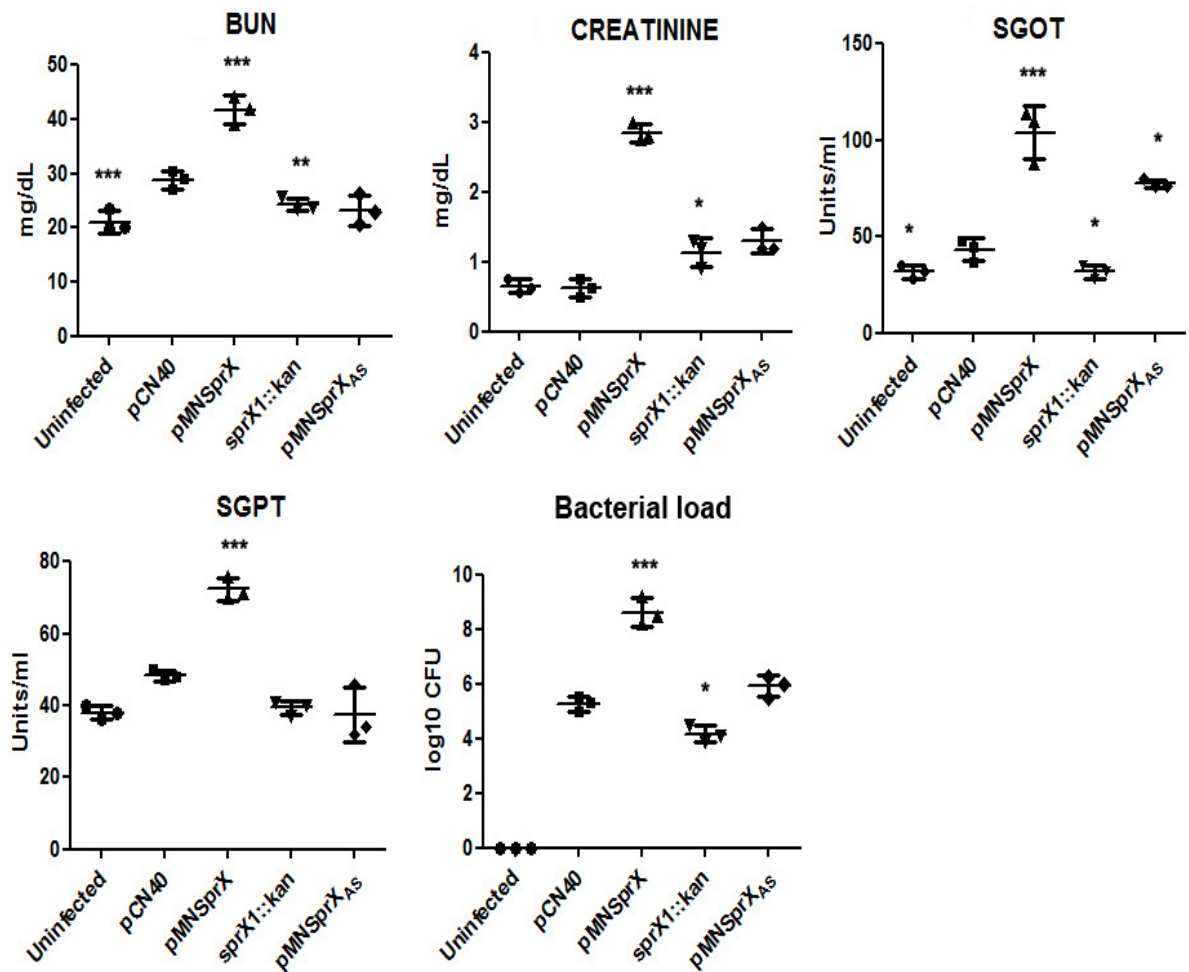 BUN
50
40
30
20
10
0
mg/dL
***
***
**
Uninfected
pCN40
pMNSprX
sprX1::kan
pMNSprXAS
CREATININE
4
3
2
1
0
mg/dL
***
*
Uninfected
pCN40
pMNSprX
sprX1::kan
pMNSprXAS
SGOT
150
100
50
0
Units/ml
*
***
*
*
Uninfected
pCN40
pMNSprX
sprX1::kan
pMNSprXAS
SGPT
80
60
40
20
0
Units/ml
***
Uninfected
pCN40
pMNSprX
sprX1::kan
pMNSprXAS
Bacterial load
10
8
6
4
2
0
log10 CFU
***
*
Uninfected
pCN40
pMNSprX
sprX1::kan
pMNSprXAS